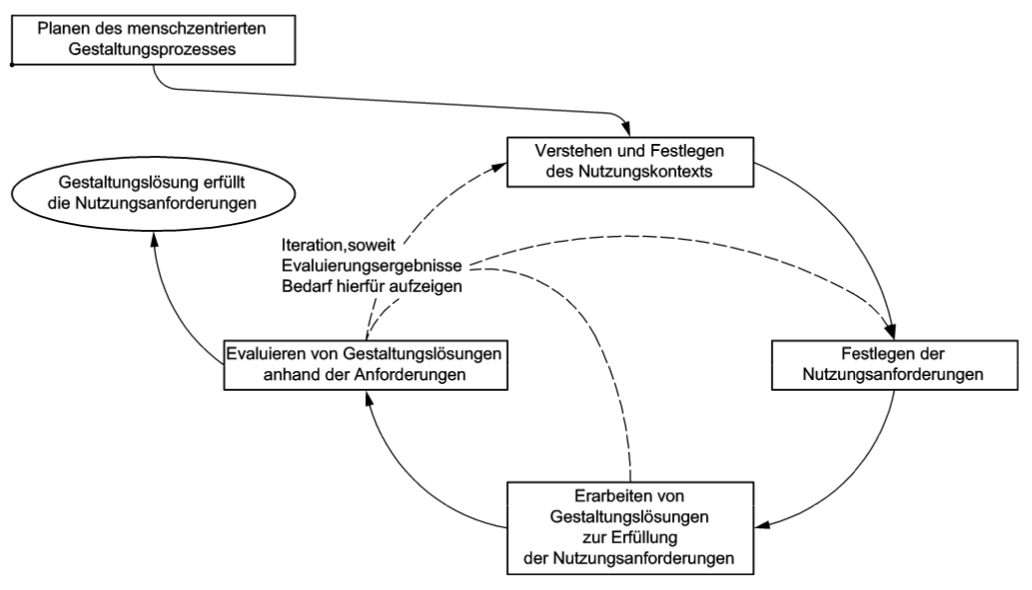 Planen des menschzentrierten
Gestaltungsprozesses
Verstehen und Festlegen
des Nutzungskontexts
Gestaltungslösung erfüllt
die Nutzungsanforderungen
Iteration,soweit
Evaluierungsergebnisse
Bedarf hierfür aufzeigen
Evaluieren von Gestaltungslösungen
anhand der Anforderungen
Festlegen der
Nutzungsanforderungen
Erarbeiten von
Gestaltungslösungen
zur Erfüllung
der Nutzungsanforderungen